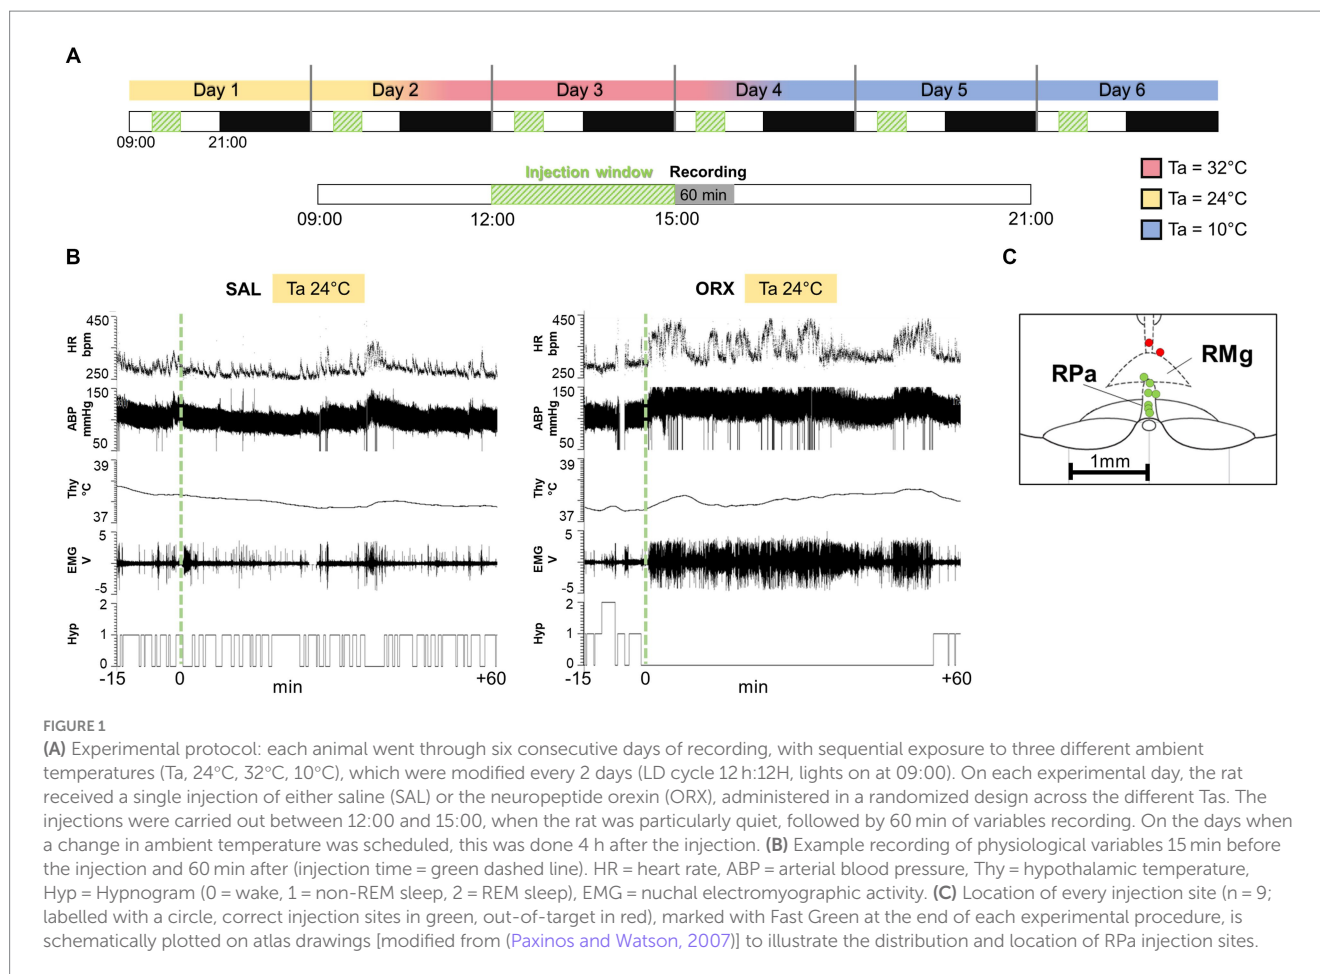 A
Day 1 Day 2 Day 3 Day 4 Day 5 Day 6
09:00 21:00
Injection window Recording
60 min
09:00 12:00 15:00 21:00
Ta = 32°C
Ta = 24°C
Ta = 10°C
B
SAL Ta 24°C
ORX Ta 24°C
HR bpm 450 250
ABP mmHg 150 50
Thy °C 39 37
EMG V 5 -5
Hyp 2 1 0
-15 0 min +60
HR bpm 450 250
ABP mmHg 150 50
Thy °C 39 37
EMG V 5 -5
Hyp 2 1 0
-15 0 min +60
C
RMg
RPa
1mm
FIGURE 1
(A) Experimental protocol: each animal went through six consecutive days of recording, with sequential exposure to three different ambient
temperatures (Ta, 24°C, 32°C, 10°C), which were modified every 2 days (LD cycle 12 h:12H, lights on at 09:00). On each experimental day, the rat
received a single injection of either saline (SAL) or the neuropeptide orexin (ORX), administered in a randomized design across the different Tas. The
injections were carried out between 12:00 and 15:00, when the rat was particularly quiet, followed by 60 min of variables recording. On the days when
a change in ambient temperature was scheduled, this was done 4 h after the injection. (B) Example recording of physiological variables 15 min before
the injection and 60 min after (injection time = green dashed line). HR = heart rate, ABP = arterial blood pressure, Thy = hypothalamic temperature,
Hyp = Hypnogram (0 = wake, 1 = non-REM sleep, 2 = REM sleep), EMG = nuchal electromyographic activity. (C) Location of every injection site (n = 9;
labelled with a circle, correct injection sites in green, out-of-target in red), marked with Fast Green at the end of each experimental procedure, is
schematically plotted on atlas drawings [modified from (Paxinos and Watson, 2007)] to illustrate the distribution and location of RPa injection sites.